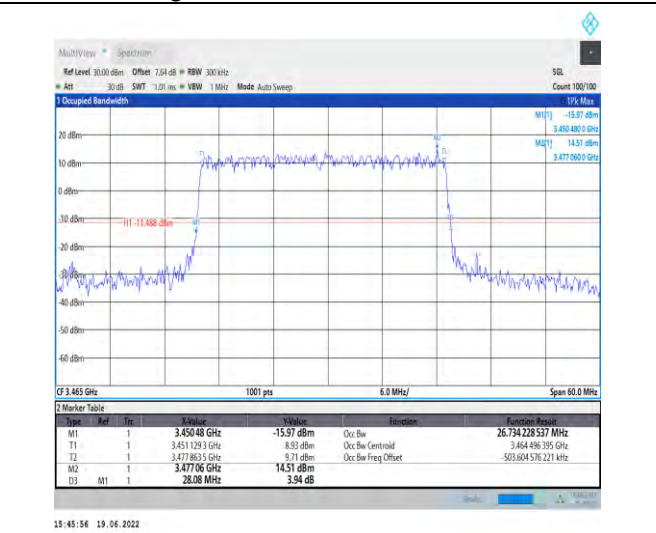 MultiView Spectrum
Ref Level 30.00 dBm Offset 7.64 dB RBW 300 kHz SGL
Att 30 dB SWT 1.01 ms VBW 1 MHz Mode Auto Sweep Count 100/100
1 Occupied Bandwidth 1Pk Max
M1[1] -15.97 dBm
3.450 480 0 GHz
M2[1] 14.51 dBm
3.477 060 0 GHz
20 dBm
10 dBm
0 dBm
-10 dBm
H1 -11.488 dBm
-20 dBm
-30 dBm
-40 dBm
-50 dBm
-60 dBm
T1
M2
T2
M1
CF 3.465 GHz 1001 pts 6.0 MHz/ Span 60.0 MHz
2 Marker Table
Type Ref Trc X-Value Y-Value Function Function Result
M1 1 3.450 48 GHz -15.97 dBm Occ Bw 26.734 228 537 MHz
T1 1 3.451 129 3 GHz 8.93 dBm Occ Bw Centroid 3.464 496 395 GHz
T2 1 3.477 863 5 GHz 9.71 dBm Occ Bw Freq Offset -503.604 576 221 kHz
M2 1 3.477 06 GHz 14.51 dBm
D3 M1 1 28.08 MHz 3.94 dB
15:45:56 19.06.2022